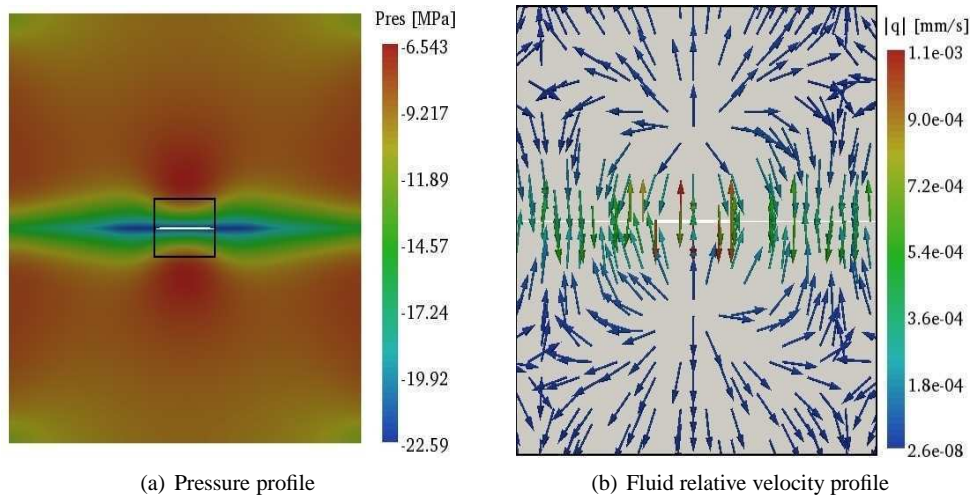 Pres [MPa]
-6.543
-9.217
-11.89
-14.57
-17.24
-19.92
-22.59
(a) Pressure profile
|q| [mm/s]
1.1e-03
9.0e-04
7.2e-04
5.4e-04
3.6e-04
1.8e-04
2.6e-08
(b) Fluid relative velocity profile